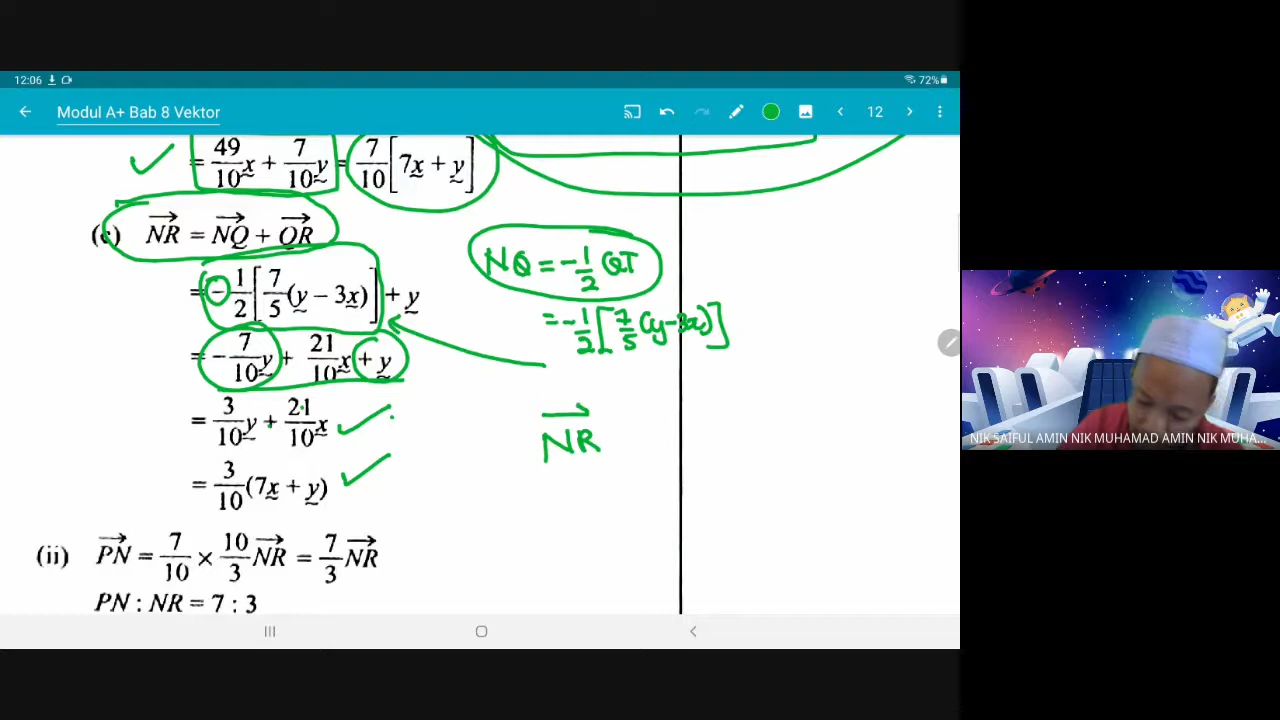 12:06 72%
Modul A+ Bab 8 Vektor 12
= 49/10 x + 7/10 y = 7/10 [7x + y]
(c) NR = NQ + QR
NQ = -1/2 QT
= -1/2 [7/5 (y − 3x)] + y
= -1/2 [7/5 (y-3x)]
= − 7/10 y + 21/10 x + y
= 3/10 y + 21/10 x
NR
= 3/10 (7x + y)
(ii) PN = 7/10 × 10/3 NR = 7/3 NR
PN : NR = 7 : 3
NIK SAIFUL AMIN NIK MUHAMAD AMIN NIK MUHA...